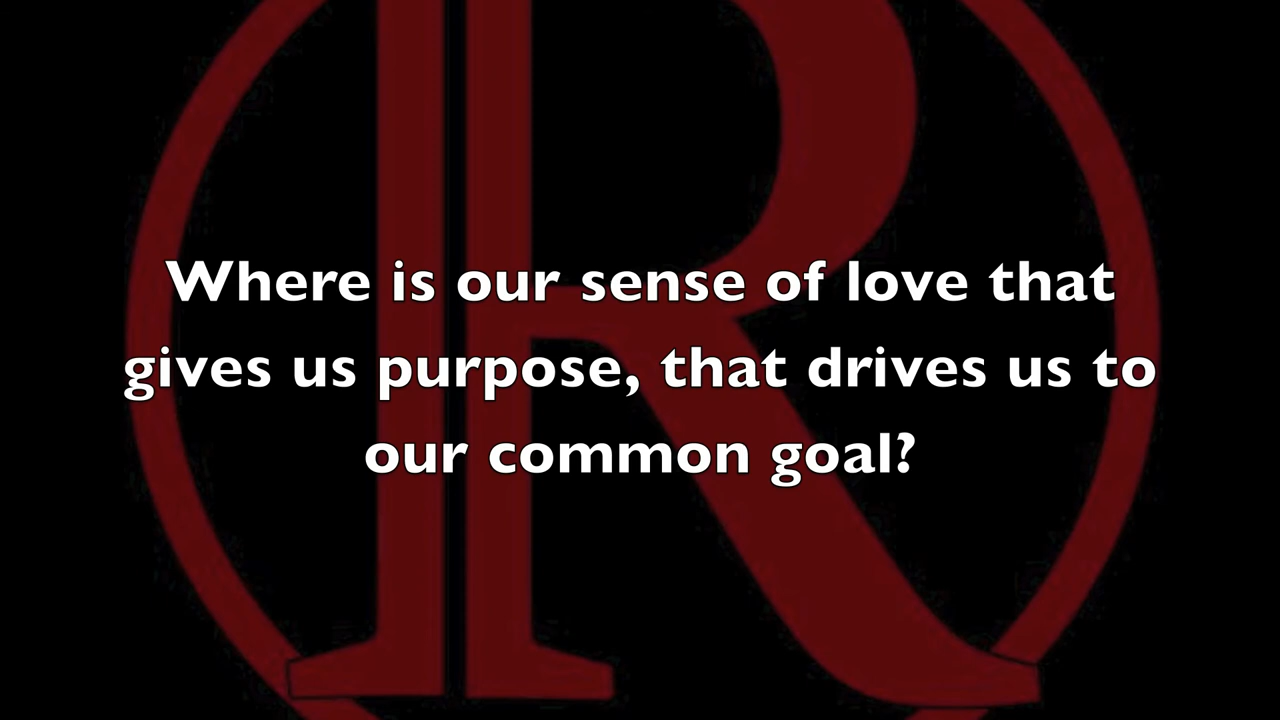 Where is our sense of love that
gives us purpose, that drives us to
our common goal?
R